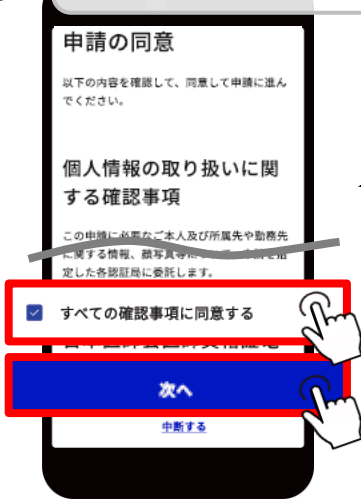 申請の同意
以下の内容を確認して、同意して申請に進ん
でください。
個人情報の取り扱いに関
する確認事項
この申請に必要なご本人及び所属先や勤務先
に関する情報、顔写真等に
定した各認証局に委託します。
すべての確認事項に同意する
次へ
中断する